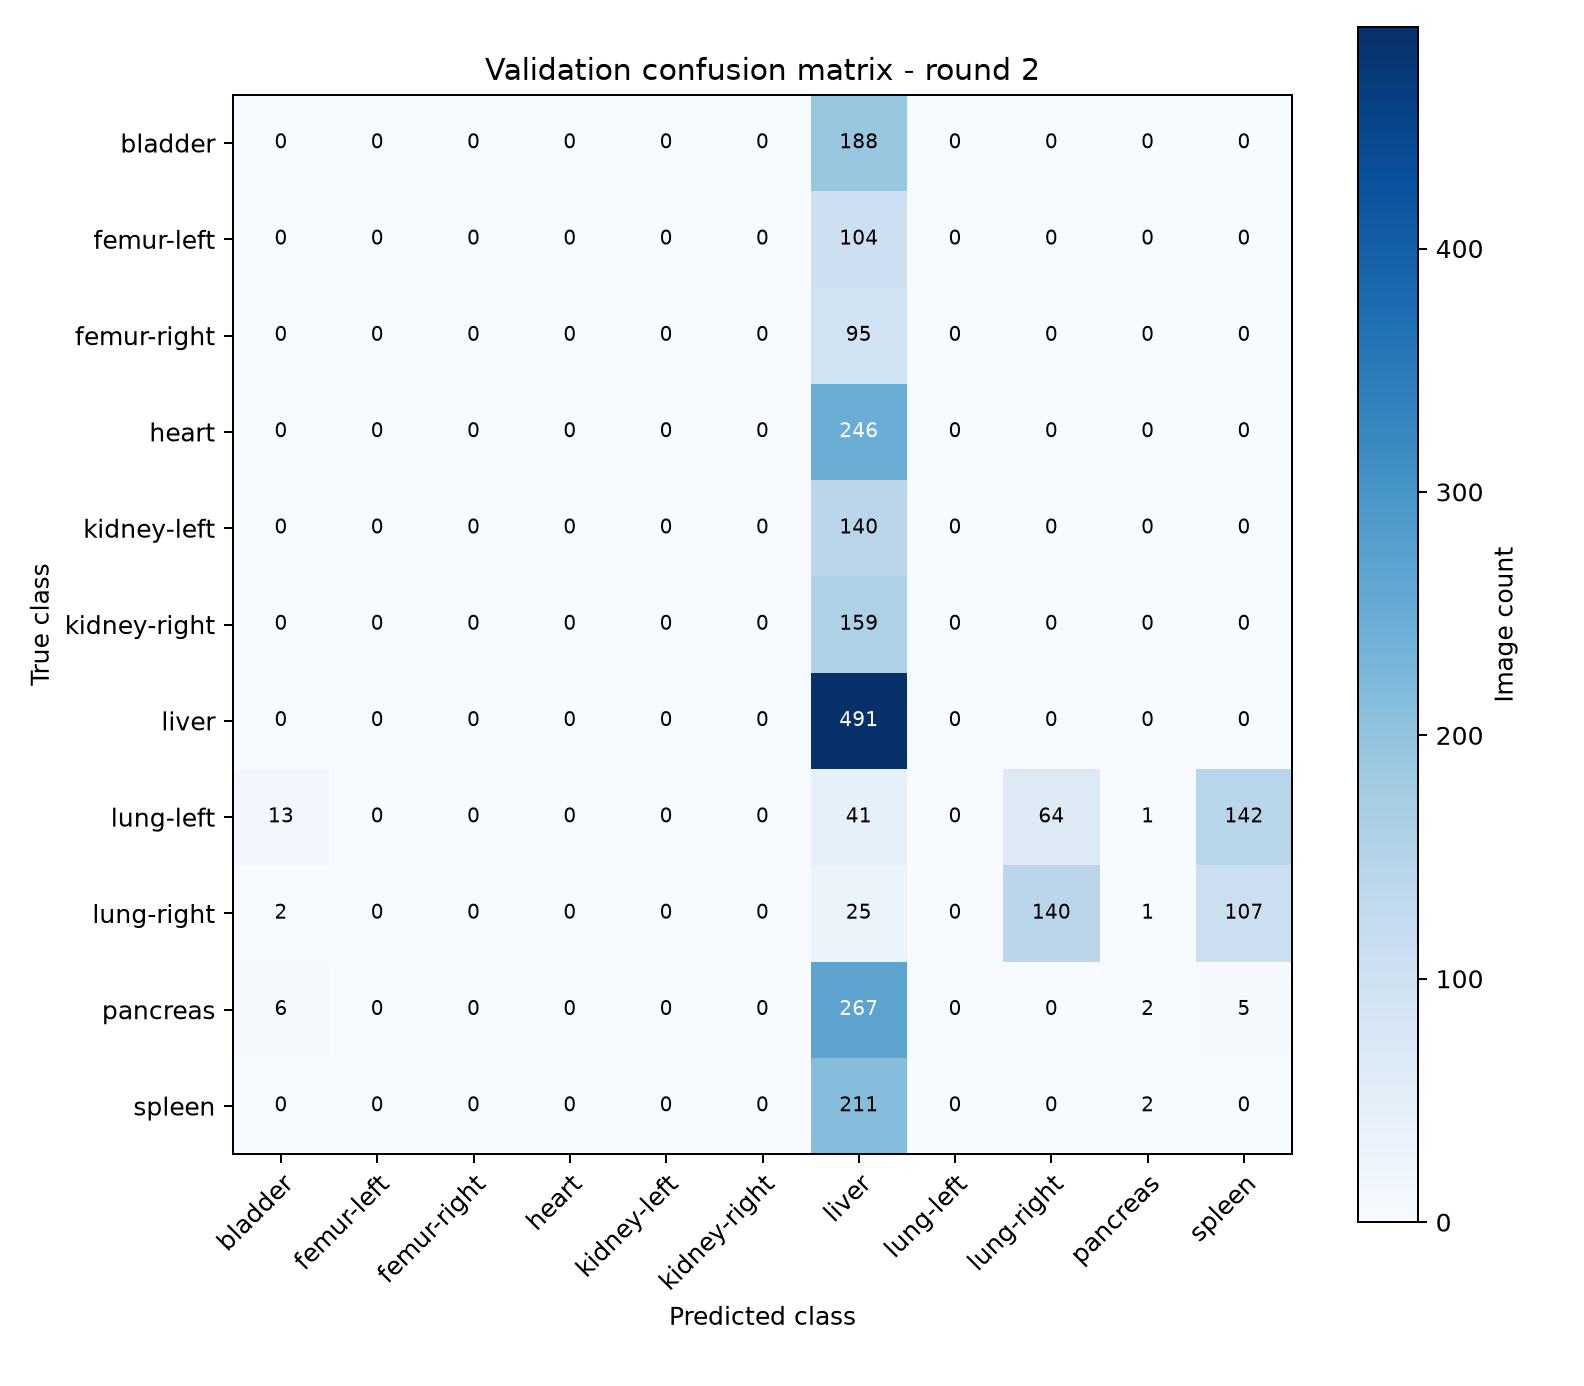 Validation confusion matrix - round 2
bladder 0 0 0 0 0 0 188 0 0 0 0
femur-left 0 0 0 0 0 0 104 0 0 0 0
femur-right 0 0 0 0 0 0 95 0 0 0 0
heart 0 0 0 0 0 0 246 0 0 0 0
kidney-left 0 0 0 0 0 0 140 0 0 0 0
kidney-right 0 0 0 0 0 0 159 0 0 0 0
liver 0 0 0 0 0 0 491 0 0 0 0
lung-left 13 0 0 0 0 0 41 0 64 1 142
lung-right 2 0 0 0 0 0 25 0 140 1 107
pancreas 6 0 0 0 0 0 267 0 0 2 5
spleen 0 0 0 0 0 0 211 0 0 2 0
True class
bladder femur-left femur-right heart kidney-left kidney-right liver lung-left lung-right pancreas spleen
Predicted class
400
300
200
100
0
Image count